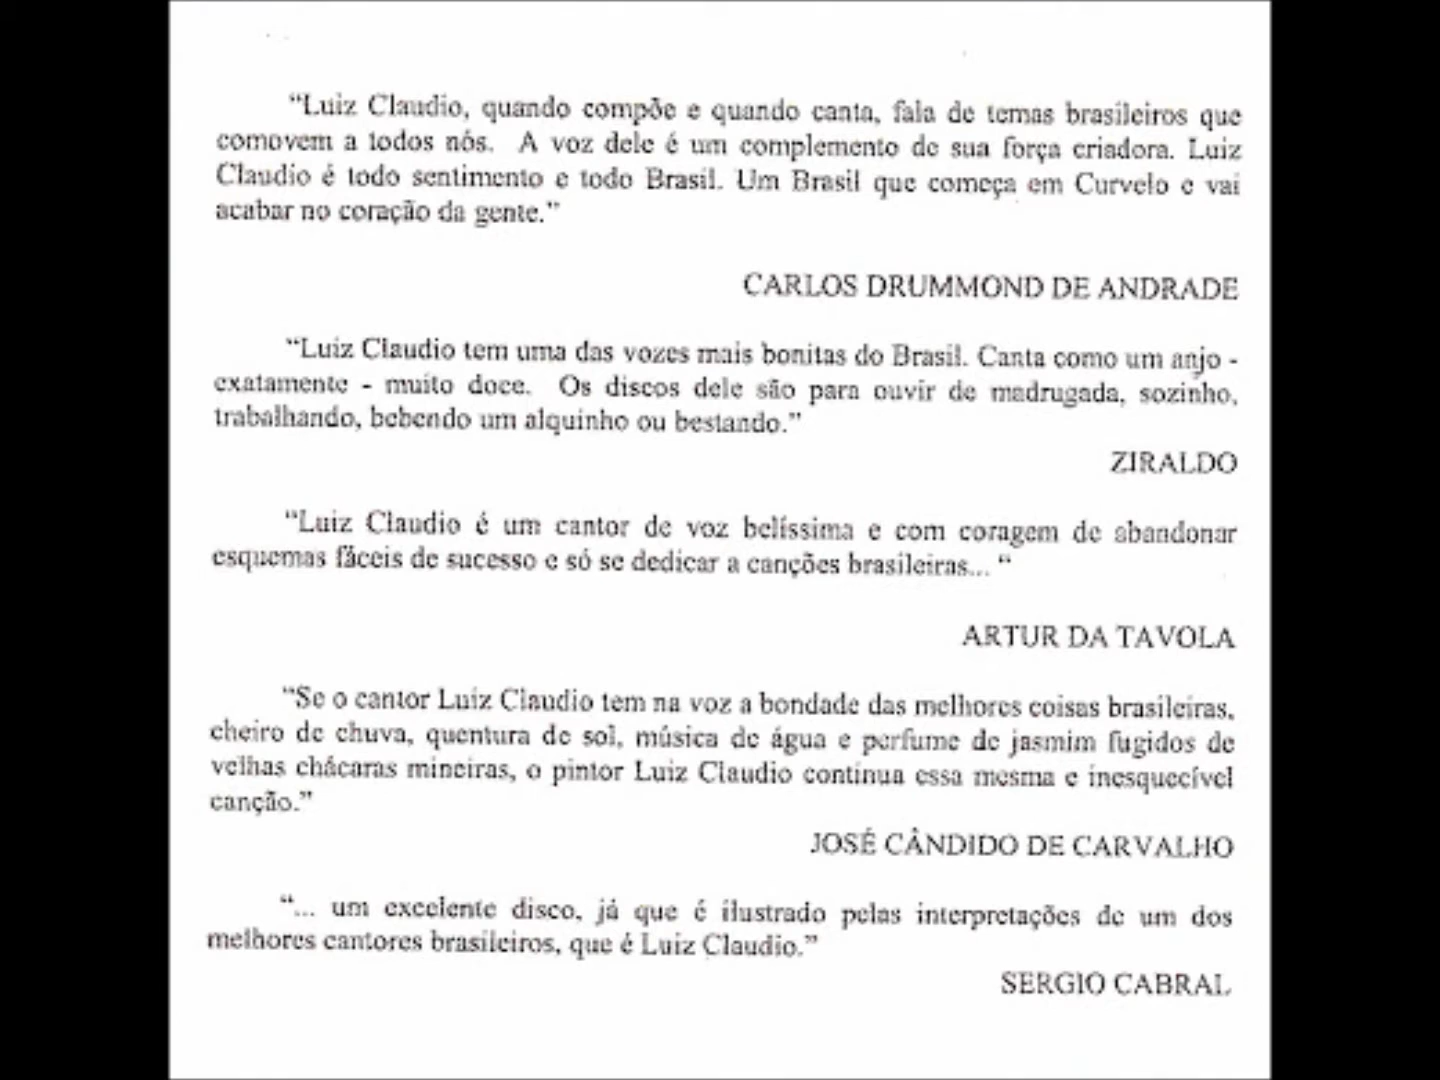 “Luiz Claudio, quando compõe e quando canta, fala de temas brasileiros que
comovem a todos nós. A voz dele é um complemento de sua força criadora. Luiz
Claudio é todo sentimento e todo Brasil. Um Brasil que começa em Curvelo e vai
acabar no coração da gente.”
CARLOS DRUMMOND DE ANDRADE
“Luiz Claudio tem uma das vozes mais bonitas do Brasil. Canta como um anjo -
exatamente - muito doce. Os discos dele são para ouvir de madrugada, sozinho,
trabalhando, bebendo um alquinho ou bestando.”
ZIRALDO
“Luiz Claudio é um cantor de voz belíssima e com coragem de abandonar
esquemas fáceis de sucesso e só se dedicar a canções brasileiras... “
ARTUR DA TAVOLA
“Se o cantor Luiz Claudio tem na voz a bondade das melhores coisas brasileiras,
cheiro de chuva, quentura de sol, música de água e perfume de jasmim fugidos de
velhas chácaras mineiras, o pintor Luiz Claudio continua essa mesma e inesquecível
canção.”
JOSÉ CÂNDIDO DE CARVALHO
“... um excelente disco, já que é ilustrado pelas interpretações de um dos
melhores cantores brasileiros, que é Luiz Claudio.”
SERGIO CABRAL